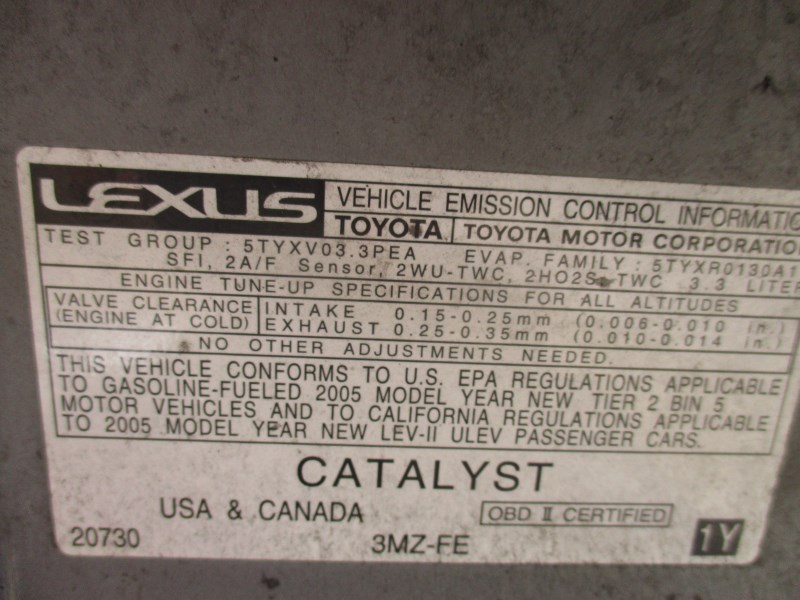 LEXUS
VEHICLE EMISSION CONTROL INFORMATIO
TOYOTA TOYOTA MOTOR CORPORATIO
TEST GROUP : 5TYXV03.3PEA EVAP. FAMILY : 5TYXR0130A1
SFI, 2A/F Sensor, 2WU-TWC, 2HO2S, TWC 3.3 LITER
ENGINE TUNE-UP SPECIFICATIONS FOR ALL ALTITUDES
VALVE CLEARANCE
(ENGINE AT COLD)
INTAKE 0.15-0.25mm (0.006-0.010 in.)
EXHAUST 0.25-0.35mm (0.010-0.014 in.)
NO OTHER ADJUSTMENTS NEEDED.
THIS VEHICLE CONFORMS TO U.S. EPA REGULATIONS APPLICABLE
TO GASOLINE-FUELED 2005 MODEL YEAR NEW TIER 2 BIN 5
MOTOR VEHICLES AND TO CALIFORNIA REGULATIONS APPLICABLE
TO 2005 MODEL YEAR NEW LEV-II ULEV PASSENGER CARS.
CATALYST
USA & CANADA OBD II CERTIFIED
20730 3MZ-FE 1Y